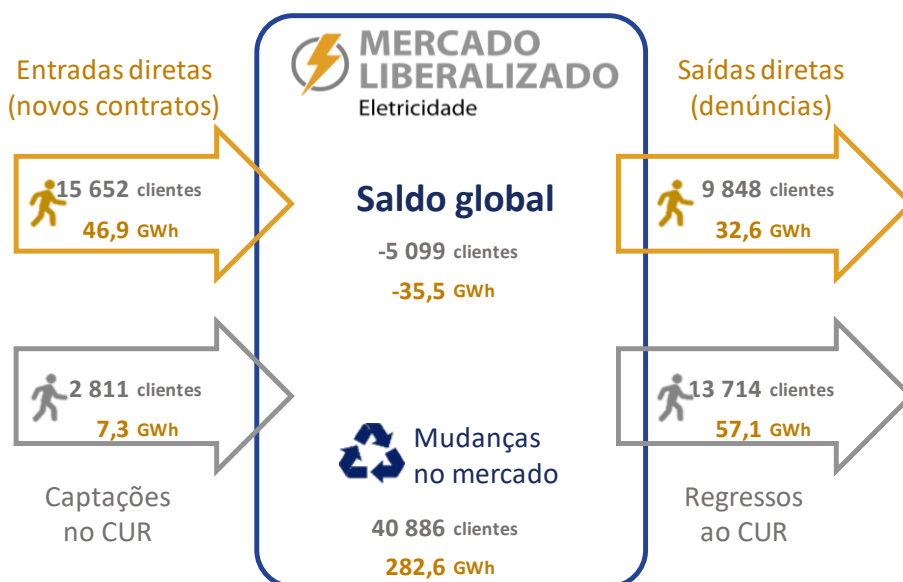 MERCADO
LIBERALIZADO
Eletricidade
Entradas diretas
(novos contratos)
15 652 clientes
46,9 GWh
Saídas diretas
(denúncias)
9 848 clientes
32,6 GWh
Saldo global
-5 099 clientes
-35,5 GWh
2 811 clientes
7,3 GWh
Captações
no CUR
13 714 clientes
57,1 GWh
Regressos
ao CUR
Mudanças
no mercado
40 886 clientes
282,6 GWh